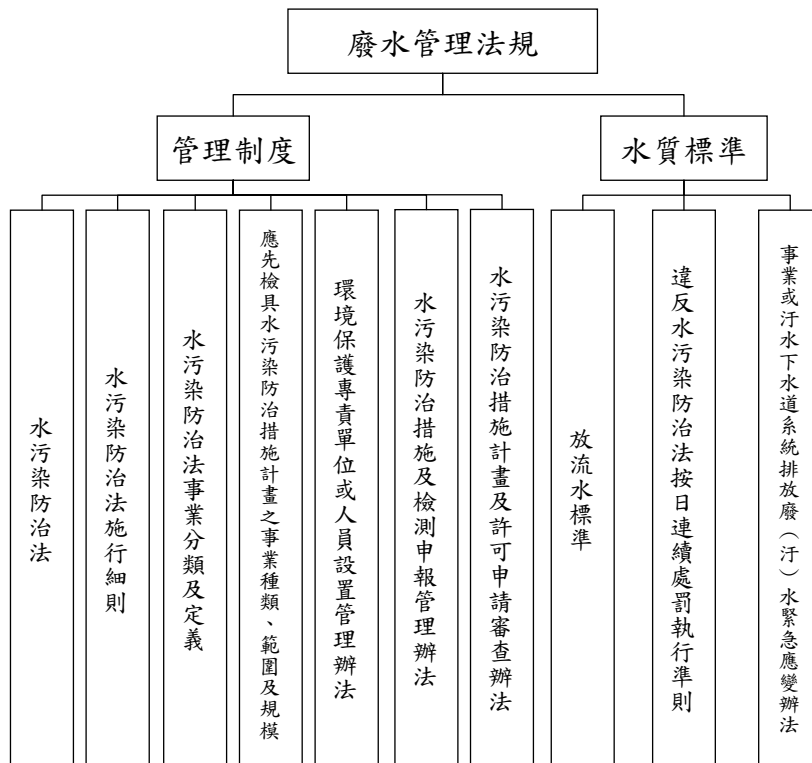 廢水管理法規
管理制度
水質標準
水污染防治法
水污染防治法施行細則
水污染防治法事業分類及定義
應先檢具水污染防治措施計畫之事業種類、範圍及規模
環境保護專責單位或人員設置管理辦法
水污染防治措施及檢測申報管理辦法
水污染防治措施計畫及許可申請審查辦法
放流水標準
違反水污染防治法按日連續處罰執行準則
事業或汙水下水道系統排放廢（汙）水緊急應變辦法